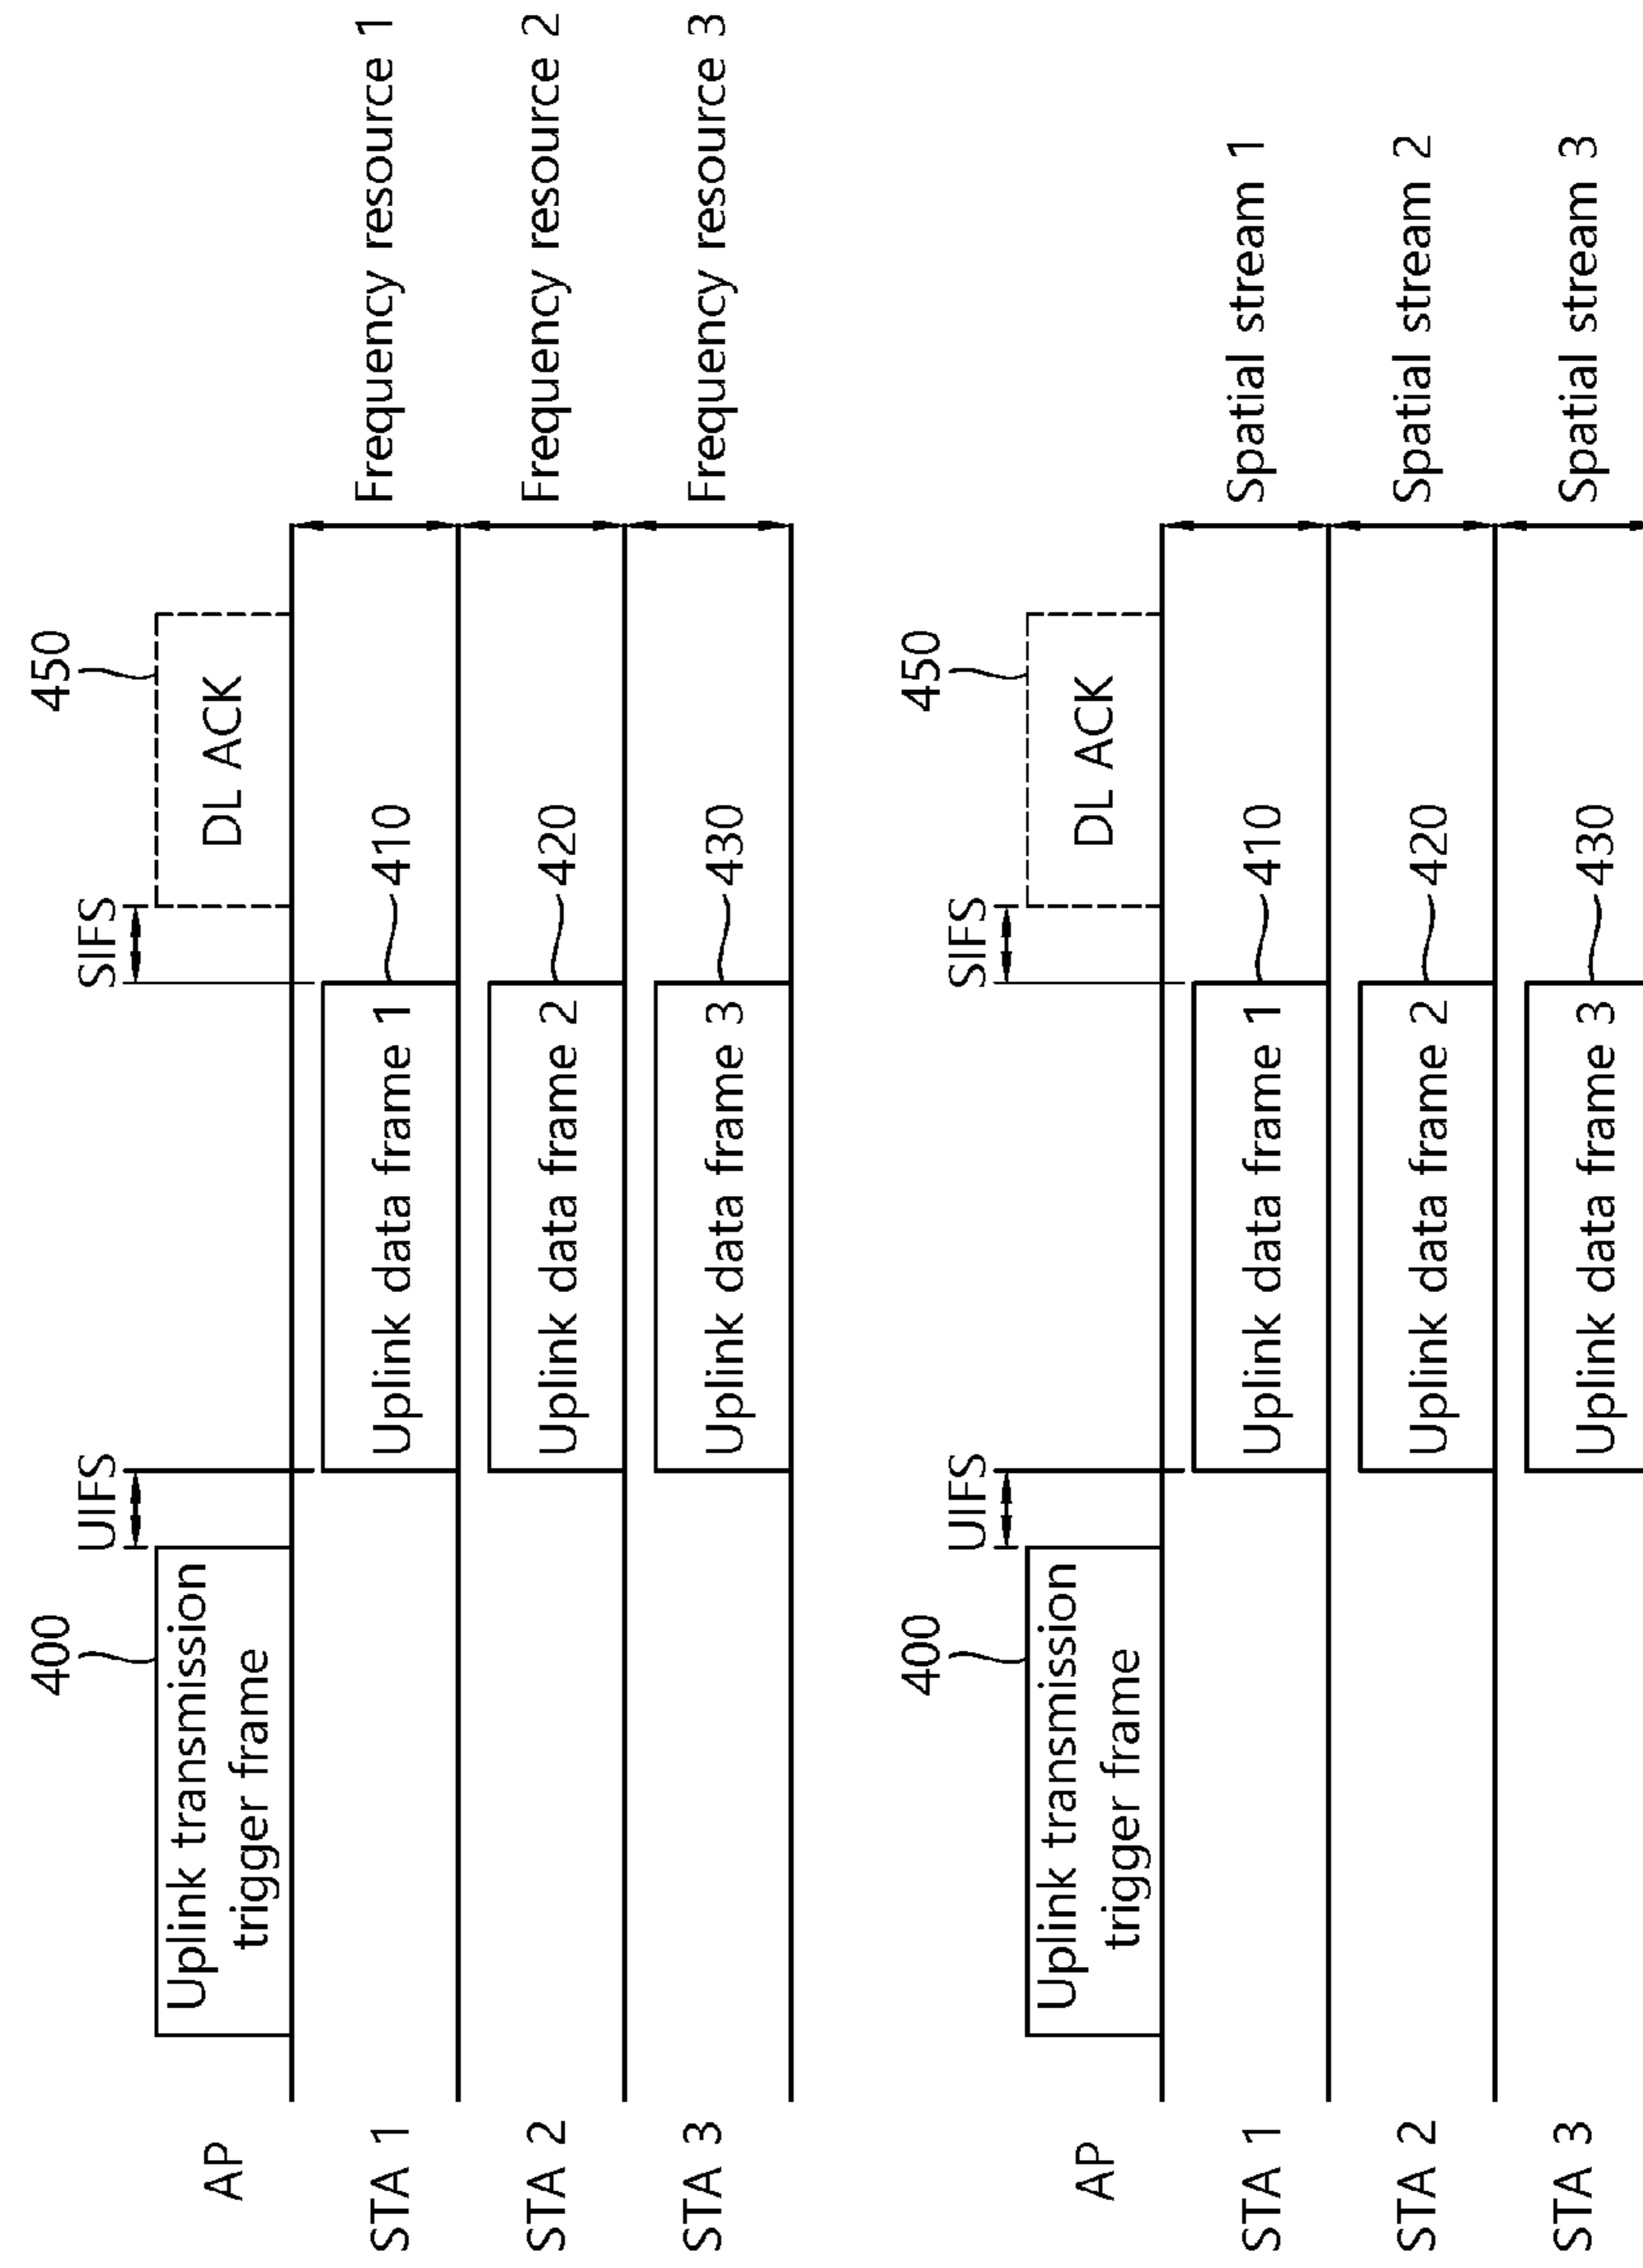 400
UIFS
SIFS
450
AP
Uplink transmission
trigger frame
DL ACK
STA 1
Uplink data frame 1
410
Frequency resource 1
STA 2
Uplink data frame 2
420
Frequency resource 2
STA 3
Uplink data frame 3
430
Frequency resource 3
400
UIFS
SIFS
450
AP
Uplink transmission
trigger frame
DL ACK
STA 1
Uplink data frame 1
410
Spatial stream 1
STA 2
Uplink data frame 2
420
Spatial stream 2
STA 3
Uplink data frame 3
430
Spatial stream 3